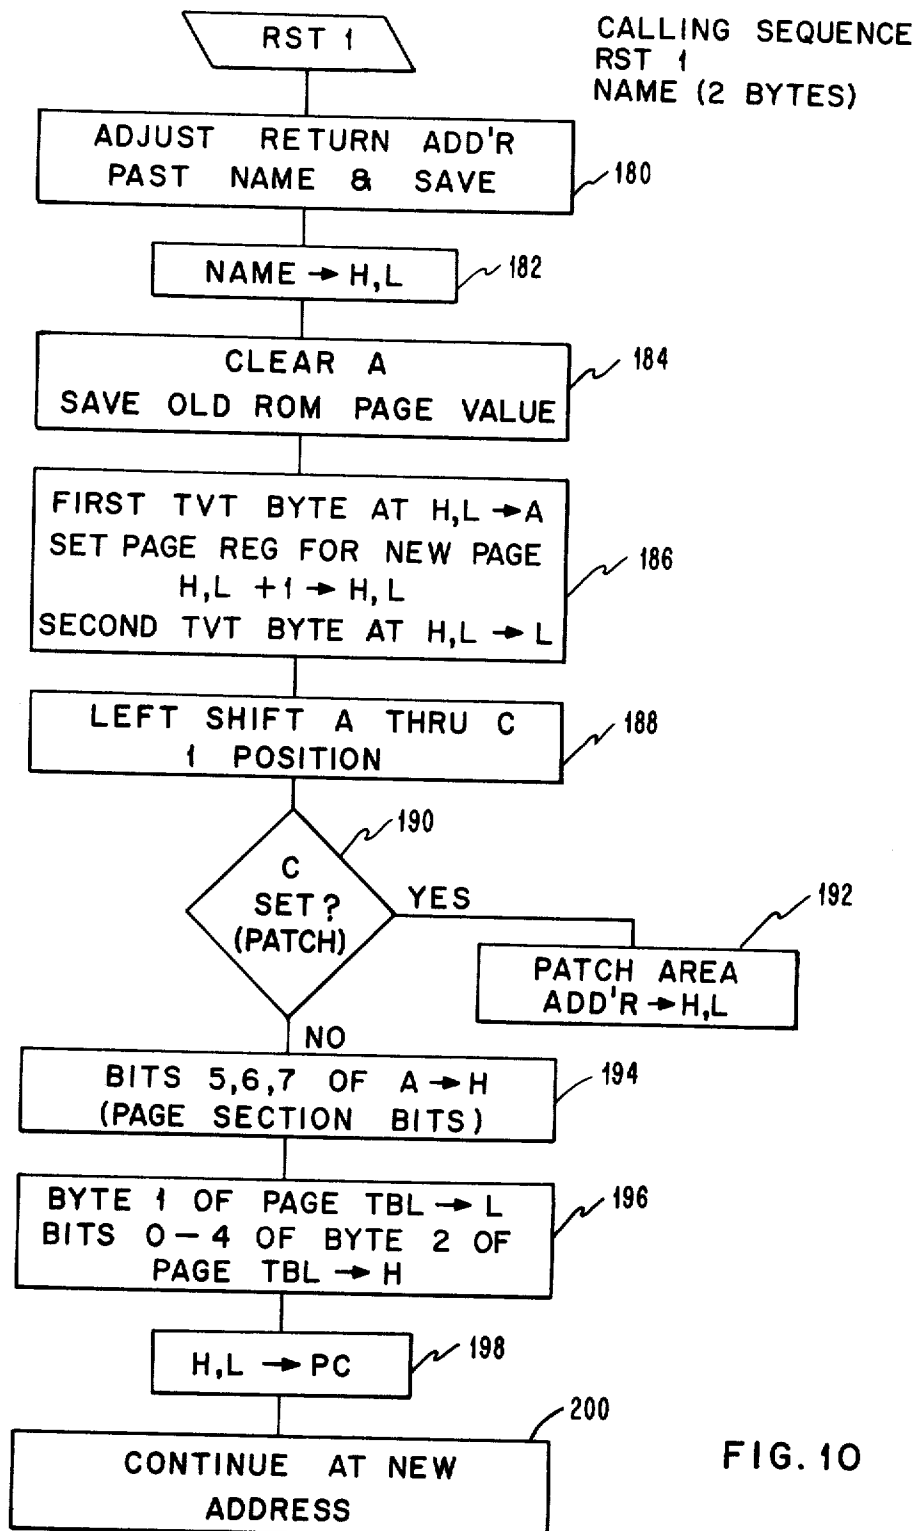 RST 1
CALLING SEQUENCE
RST 1
NAME (2 BYTES)
ADJUST RETURN ADD'R
PAST NAME & SAVE
180
NAME → H,L
182
CLEAR A
SAVE OLD ROM PAGE VALUE
184
FIRST TVT BYTE AT H,L → A
SET PAGE REG FOR NEW PAGE
H,L +1 → H,L
SECOND TVT BYTE AT H,L → L
186
LEFT SHIFT A THRU C
1 POSITION
188
190
C
SET?
(PATCH)
YES
192
PATCH AREA
ADD'R → H,L
NO
BITS 5,6,7 OF A → H
(PAGE SECTION BITS)
194
BYTE 1 OF PAGE TBL → L
BITS 0-4 OF BYTE 2 OF
PAGE TBL → H
196
H,L → PC
198
200
CONTINUE AT NEW
ADDRESS
FIG. 10